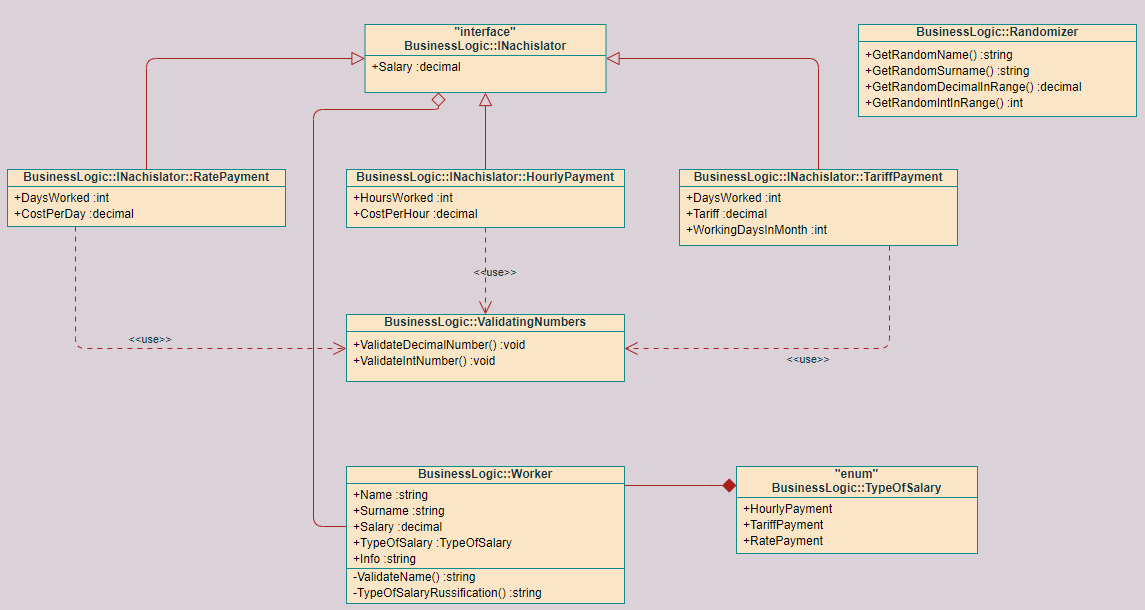 "interface"
BusinessLogic::INachislator
+Salary :decimal
BusinessLogic::Randomizer
+GetRandomName() :string
+GetRandomSurname() :string
+GetRandomDecimalInRange() :decimal
+GetRandomIntInRange() :int
BusinessLogic::INachislator::RatePayment
+DaysWorked :int
+CostPerDay :decimal
BusinessLogic::INachislator::HourlyPayment
+HoursWorked :int
+CostPerHour :decimal
BusinessLogic::INachislator::TariffPayment
+DaysWorked :int
+Tariff :decimal
+WorkingDaysInMonth :int
<<use>>
<<use>>
<<use>>
BusinessLogic::ValidatingNumbers
+ValidateDecimalNumber() :void
+ValidateIntNumber() :void
BusinessLogic::Worker
+Name :string
+Surname :string
+Salary :decimal
+TypeOfSalary :TypeOfSalary
+Info :string
-ValidateName() :string
-TypeOfSalaryRussification() :string
"enum"
BusinessLogic::TypeOfSalary
+HourlyPayment
+TariffPayment
+RatePayment